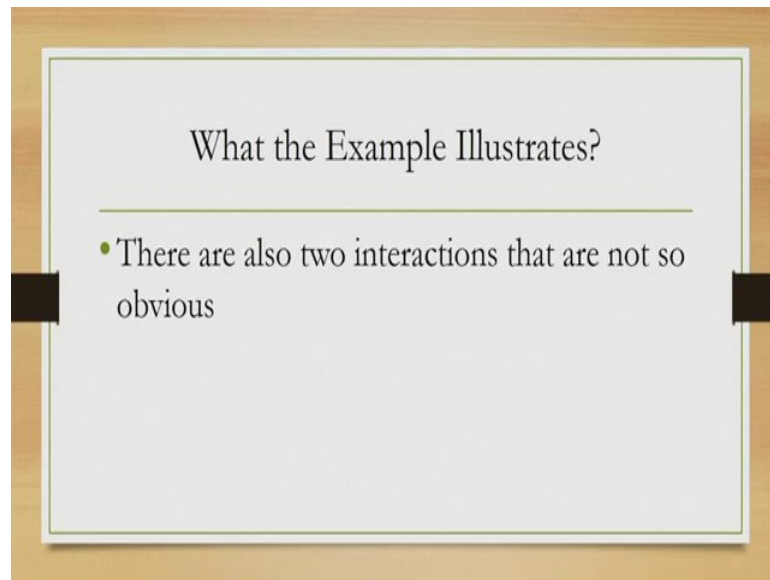 What the Example Illustrates?
• There are also two interactions that are not so
obvious